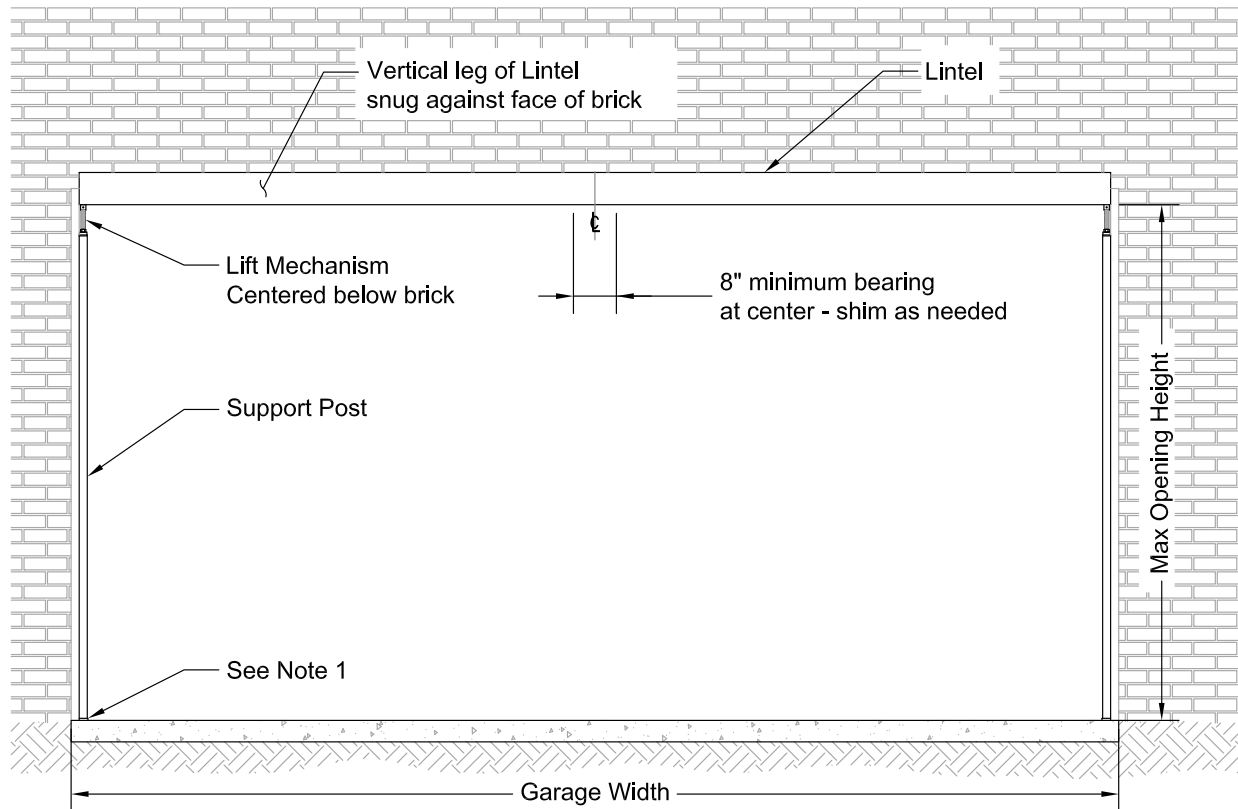 Vertical leg of Lintel
snug against face of brick
Lintel
℄
Lift Mechanism
Centered below brick
8" minimum bearing
at center - shim as needed
Support Post
Max Opening Height
See Note 1
Garage Width